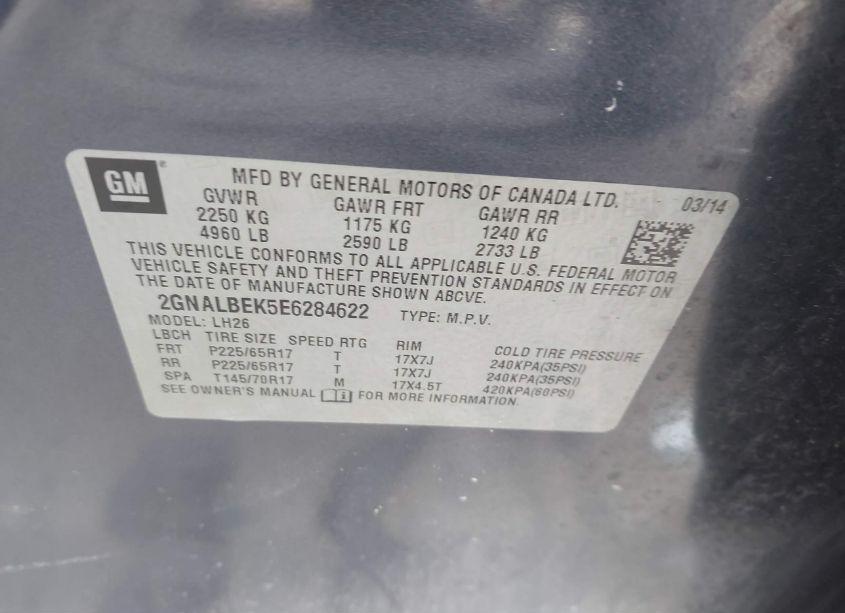 GM
MFD BY GENERAL MOTORS OF CANADA LTD. 03/14
GVWR GAWR FRT GAWR RR
2250 KG 1175 KG 1240 KG
4960 LB 2590 LB 2733 LB
THIS VEHICLE CONFORMS TO ALL APPLICABLE U.S. FEDERAL MOTOR
VEHICLE SAFETY AND THEFT PREVENTION STANDARDS IN EFFECT ON
THE DATE OF MANUFACTURE SHOWN ABOVE.
2GNALBEK5E6284622 TYPE: M.P.V.
MODEL: LH26
LBCH TIRE SIZE SPEED RTG RIM COLD TIRE PRESSURE
FRT P225/65R17 T 17X7J 240KPA(35PSI)
RR P225/65R17 T 17X7J 240KPA(35PSI)
SPA T145/70R17 M 17X4.5T 420KPA(60PSI)
SEE OWNER'S MANUAL FOR MORE INFORMATION.